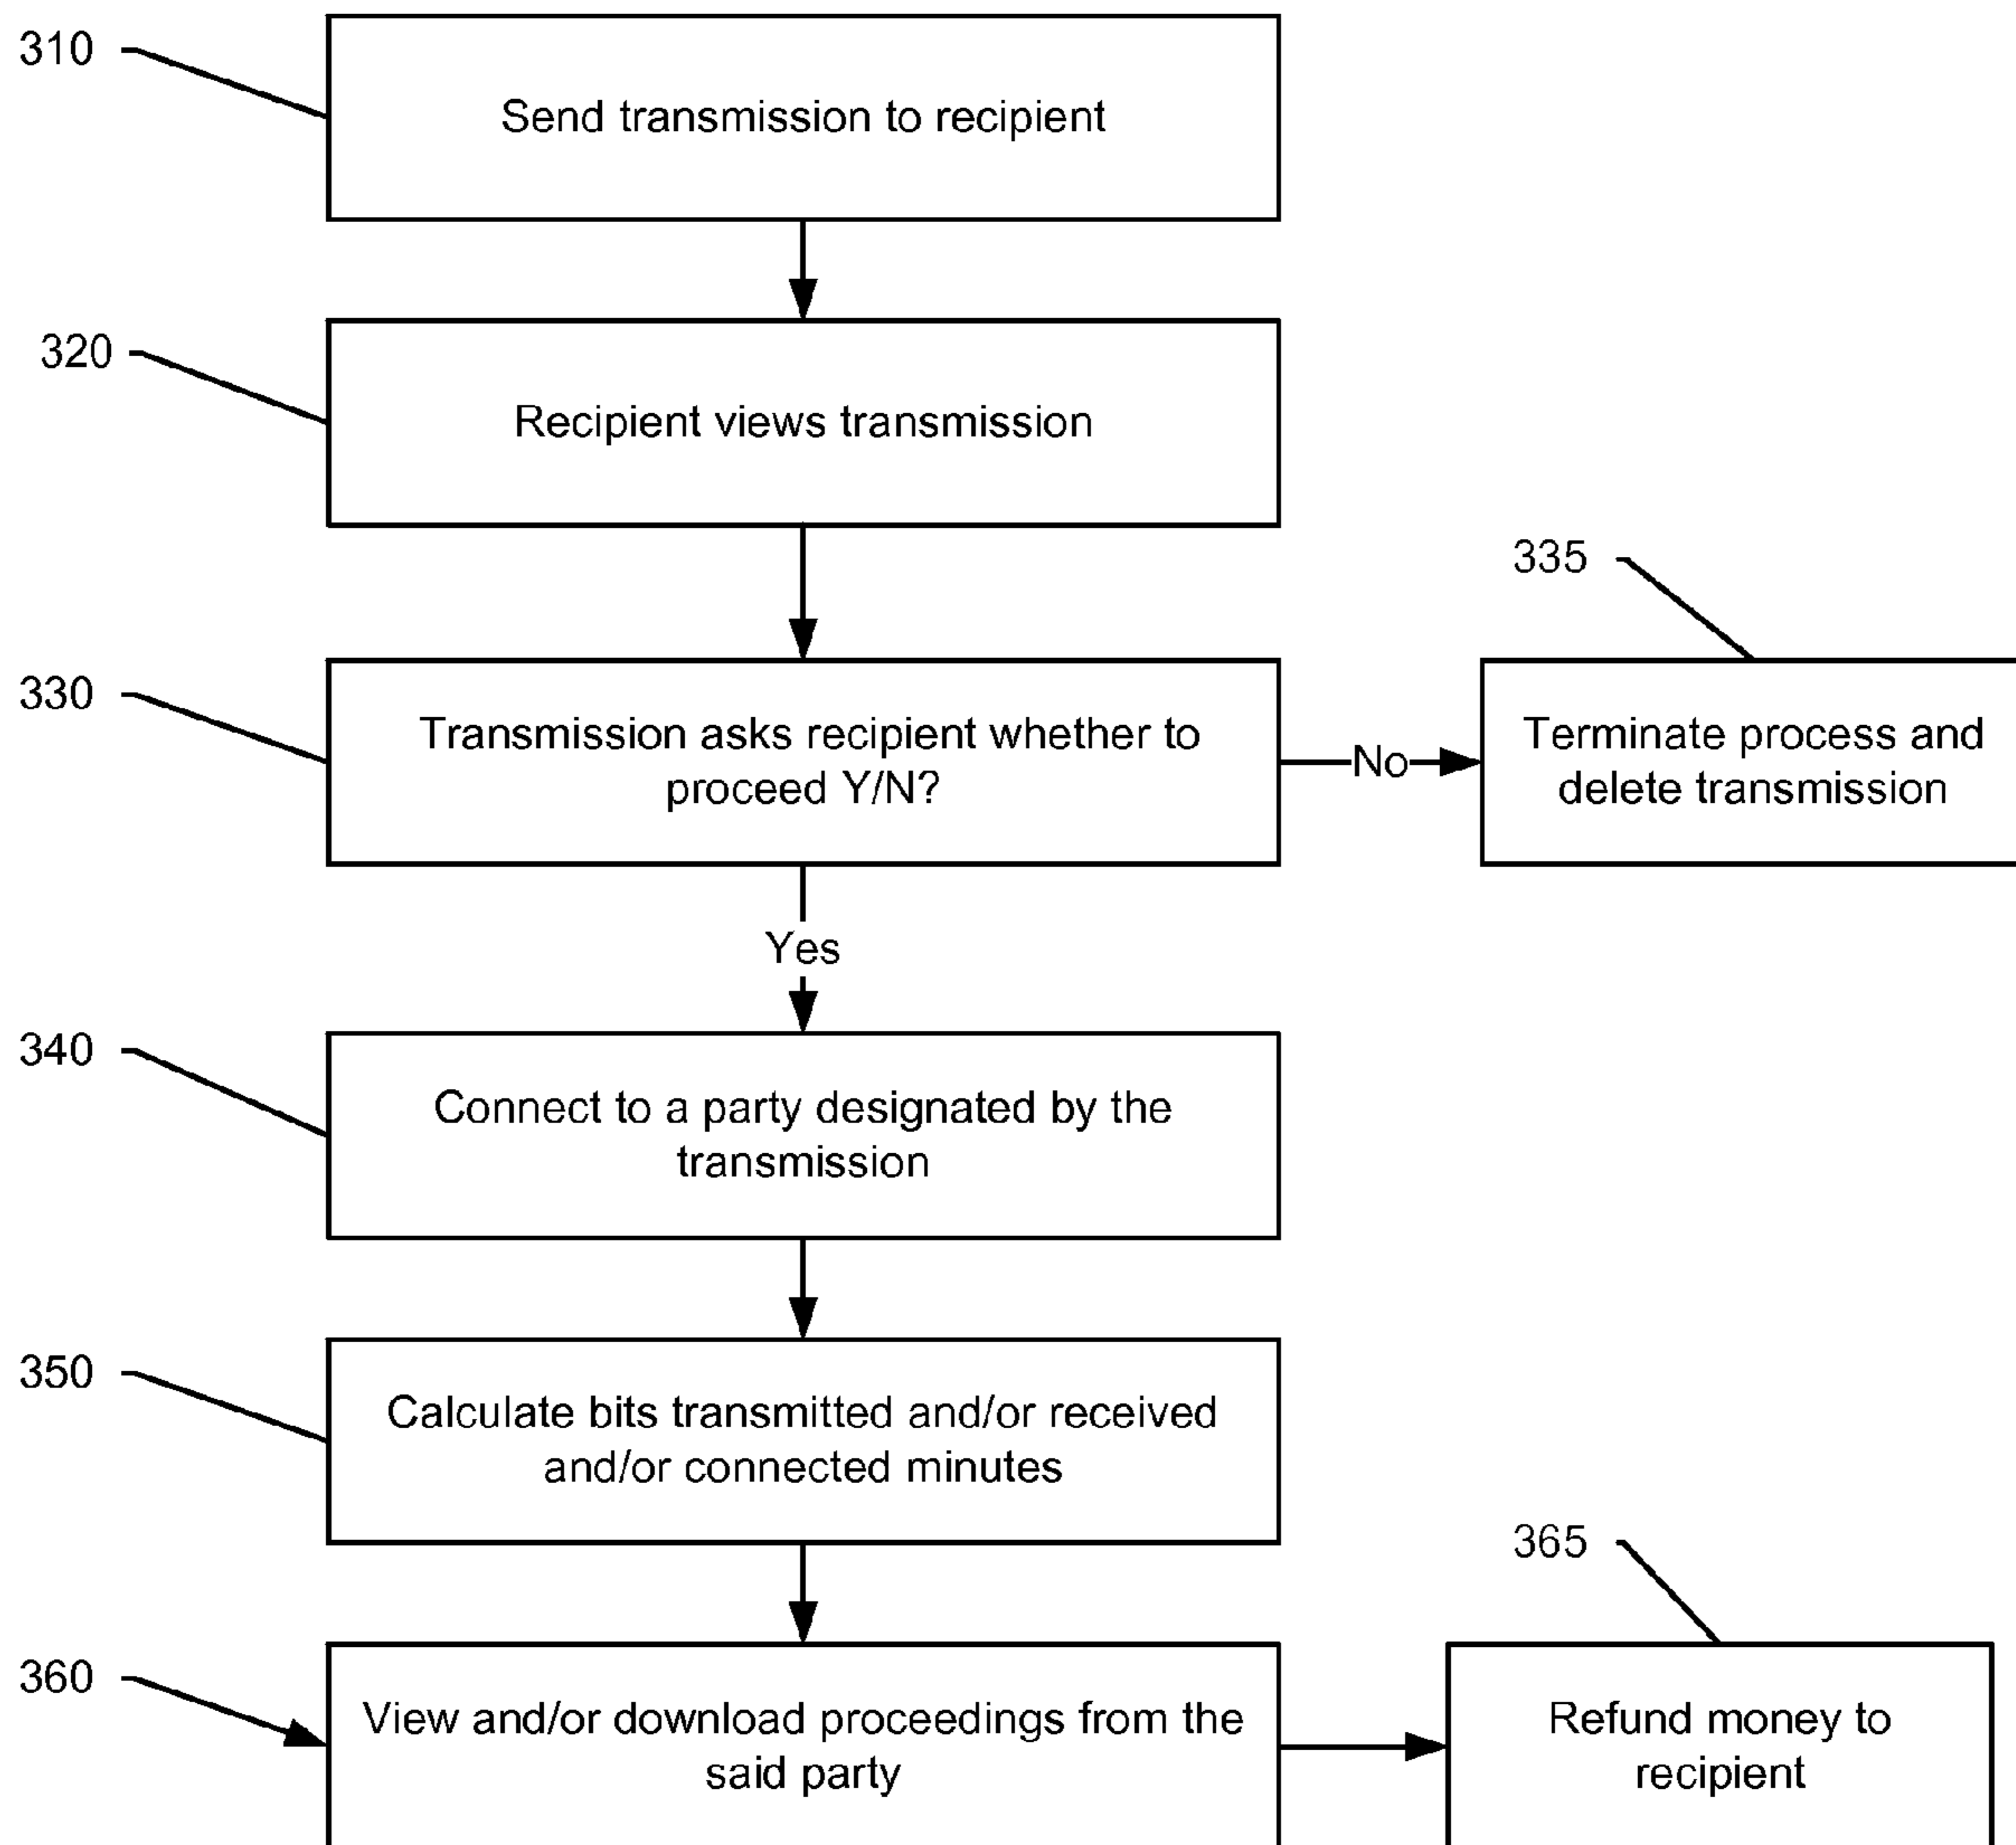 310
Send transmission to recipient
320
Recipient views transmission
335
330
Transmission asks recipient whether to
proceed Y/N?
No
Terminate process and
delete transmission
Yes
340
Connect to a party designated by the
transmission
350
Calculate bits transmitted and/or received
and/or connected minutes
365
360
View and/or download proceedings from the
said party
Refund money to
recipient